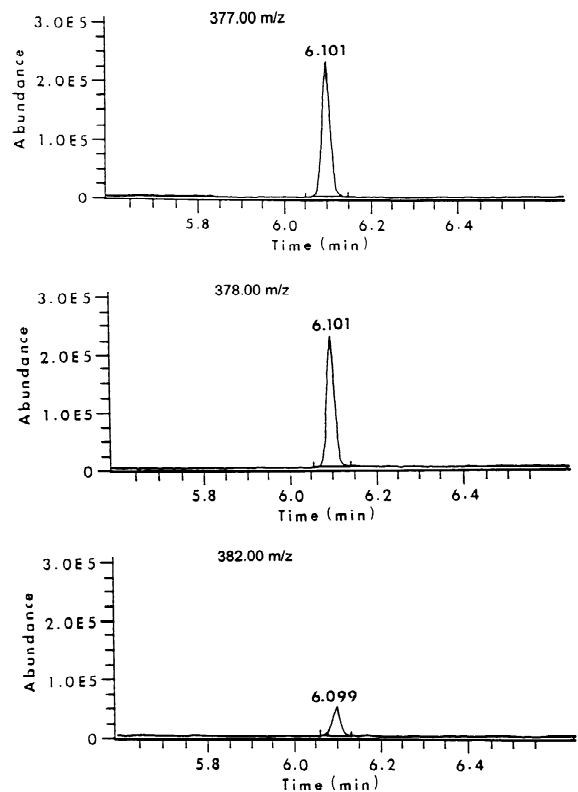 377.00 m/z
3.0E5
6.101
2.0E5
Abundance
1.0E5
0
5.8 6.0 6.2 6.4
Time (min)
378.00 m/z
3.0E5
6.101
2.0E5
Abundance
1.0E5
0
5.8 6.0 6.2 6.4
Time (min)
382.00 m/z
3.0E5
2.0E5
Abundance
1.0E5
6.099
0
5.8 6.0 6.2 6.4
Time (min)